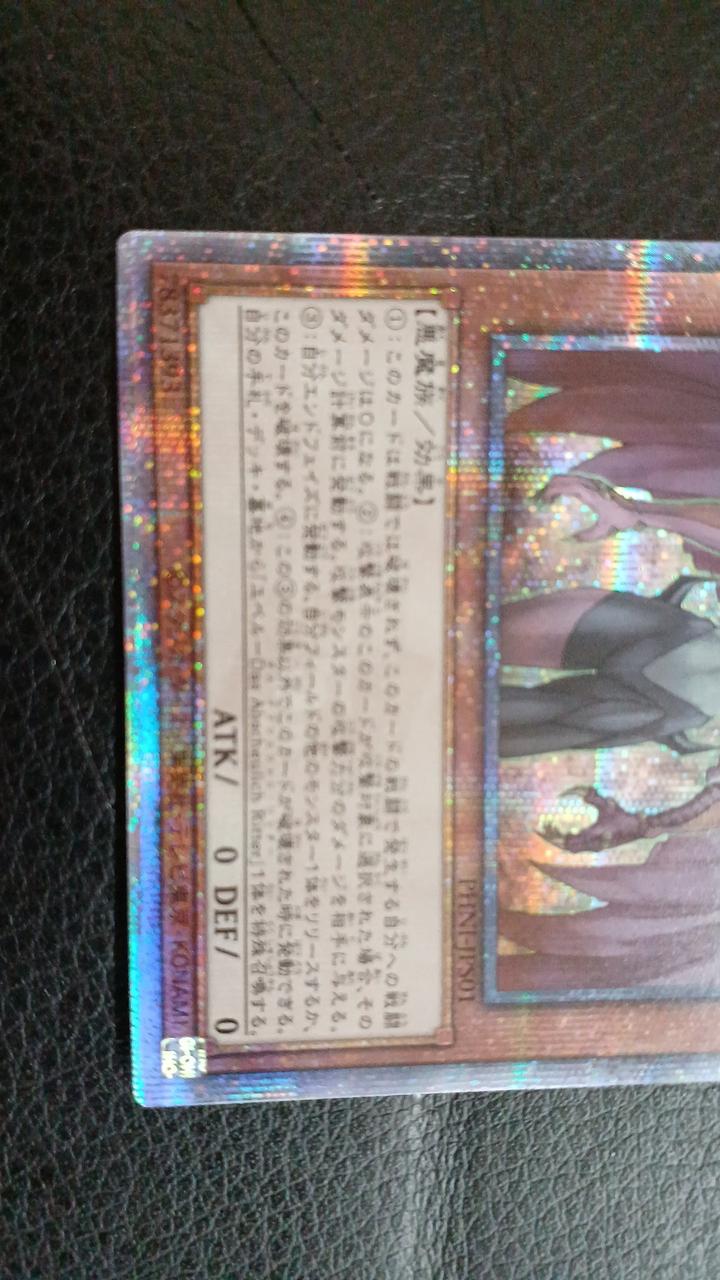 PHNI-JPS01
【悪魔族／効果】
①：このカードは戦闘では破壊されず、このカードの戦闘で発生する自分への戦闘
ダメージは０になる。②：攻撃表示のこのカードが攻撃対象に選択された場合、その
ダメージ計算前に発動する。攻撃モンスターの攻撃力分のダメージを相手に与える。
③：自分エンドフェイズに発動する。自分フィールドの他のモンスター1体をリリースするか、
このカードを破壊する。④：この③の効果以外でこのカードが破壊された時に発動できる。
自分の手札・デッキ・墓地から「ユベル－Das Abscheulich Ritter」1体を特殊召喚する。
ATK/ 0 DEF/ 0
テレビ東京・KONAMI